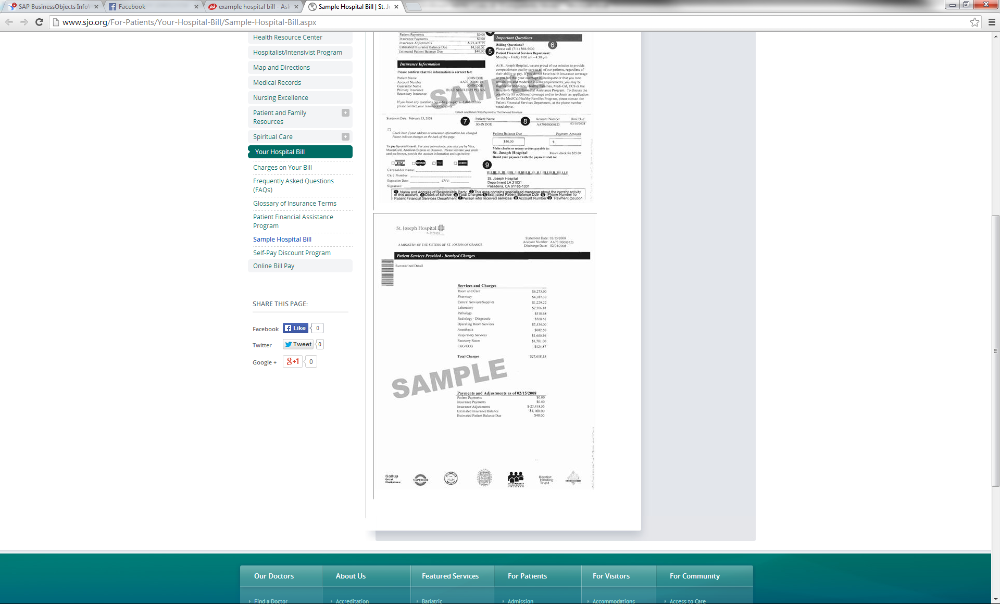 SAP BusinessObjects InfoV
Facebook
example hospital bill - Ask
Sample Hospital Bill | St. Jo
www.sjo.org/For-Patients/Your-Hospital-Bill/Sample-Hospital-Bill.aspx
Health Resource Center
Hospitalist/Intensivist Program
Map and Directions
Medical Records
Nursing Excellence
Patient and Family
Resources
Spiritual Care
Your Hospital Bill
Charges on Your Bill
Frequently Asked Questions
(FAQs)
Glossary of Insurance Terms
Patient Financial Assistance
Program
Sample Hospital Bill
Self-Pay Discount Program
Online Bill Pay
SHARE THIS PAGE:
Facebook Like 0
Twitter Tweet 0
Google + g+1 0
Patient Payments $0.00
Insurance Payments $0.00
Insurance Adjustments $-23,418.55
Estimated Insurance Balance Due $4,160.00
Estimated Patient Balance Due $40.00
4
5
Insurance Information
Please confirm that the information is correct for:
Patient Name JOHN DOE
Account Number AA70100000123
Guarantor Name JOHN DOE
Primary Insurance BLUE SHIELD 65 PLUS/S
Secondary Insurance
If you have any questions regarding co-pay and deductibles
please contact your insurance company.
Important Questions
6
Billing Questions?
Please call (714) 568-5500
Patient Financial Services Department:
Monday - Friday 8:00 am - 4:30 pm
At St. Joseph Hospital, we are proud of our mission to provide
compassionate quality care to all of our patients, regardless of
their ability to pay. If you do not have health insurance coverage
or you feel that your coverage is inadequate or that you meet
certain low and moderate income requirements, you may be
eligible for Medicare, Healthy Families, Medi-Cal, CCS or the
Hospital's Patient Financial Assistance Program. To discuss the
possibility for additional coverage and/or to obtain an application
for the MediCal/Healthy Families Program, please contact the
Patient Financial Services Department, at the phone number
noted above.
SAMPLE
Detach And Return With Payment In The Enclosed Envelope
Statement Date: February 15, 2008
7 Patient Name
JOHN DOE
8 Account Number
AA70100000123
Date Due:
03/16/2008
Check here if your address or insurance information has changed
Please indicate changes on the back of this page.
Patient Balance Due Payment Amount
$40.00 $
To pay by credit card: For your convenience, you may pay by Visa,
MasterCard, American Express or Discover. Please indicate your credit
card preference, provide the account information and sign below:
Make checks or money orders payable to:
St. Joseph Hospital Return check fee $25.00
Remit your payment with the payment stub to:
VISA MasterCard DISCOVER
9
Cardholder Name:
Card Number:
Expiration Date: CVV:
Signature:
St. Joseph Hospital
Department LA 21031
Pasadena, CA 91185-1031
1 Name and Address of Responsible Party 2 This area contains specialized message about the current activity
of this account. 3 Dates of service 4 Total Charges 5 Estimated Patient Balance Due 6 Phone Number for
Patient Financial Services Department 7 Person who received services 8 Account Number 9 Payment Coupon
St. Joseph Hospital
A MINISTRY OF THE SISTERS OF ST. JOSEPH OF ORANGE
Statement Date: 02/15/2008
Account Number: AA70100000123
Discharge Date: 02/04/2008
Patient Services Provided - Itemized Charges
Summarized Detail
Services and Charges
Room and Care $6,273.00
Pharmacy $4,387.30
Central Services/Supplies $1,229.22
Laboratory $2,766.81
Pathology $518.68
Radiology - Diagnostic $500.61
Operating Room Services $7,534.00
Anesthesia $682.50
Respiratory Services $1,600.56
Recovery Room $1,701.00
EKG/ECG $424.87
Total Charges $27,618.55
SAMPLE
Payments and Adjustments as of 02/15/2008
Patient Payments $0.00
Insurance Payments $0.00
Insurance Adjustments $-23,418.55
Estimated Insurance Balance $4,160.00
Estimated Patient Balance Due $40.00
Gallup
Great
Workplace
SUPERIOR
Baptist
Healing
Trust
Our Doctors
About Us
Featured Services
For Patients
For Visitors
For Community
Find a Doctor
Accreditation
Bariatric
Admission
Accommodations
Access to Care